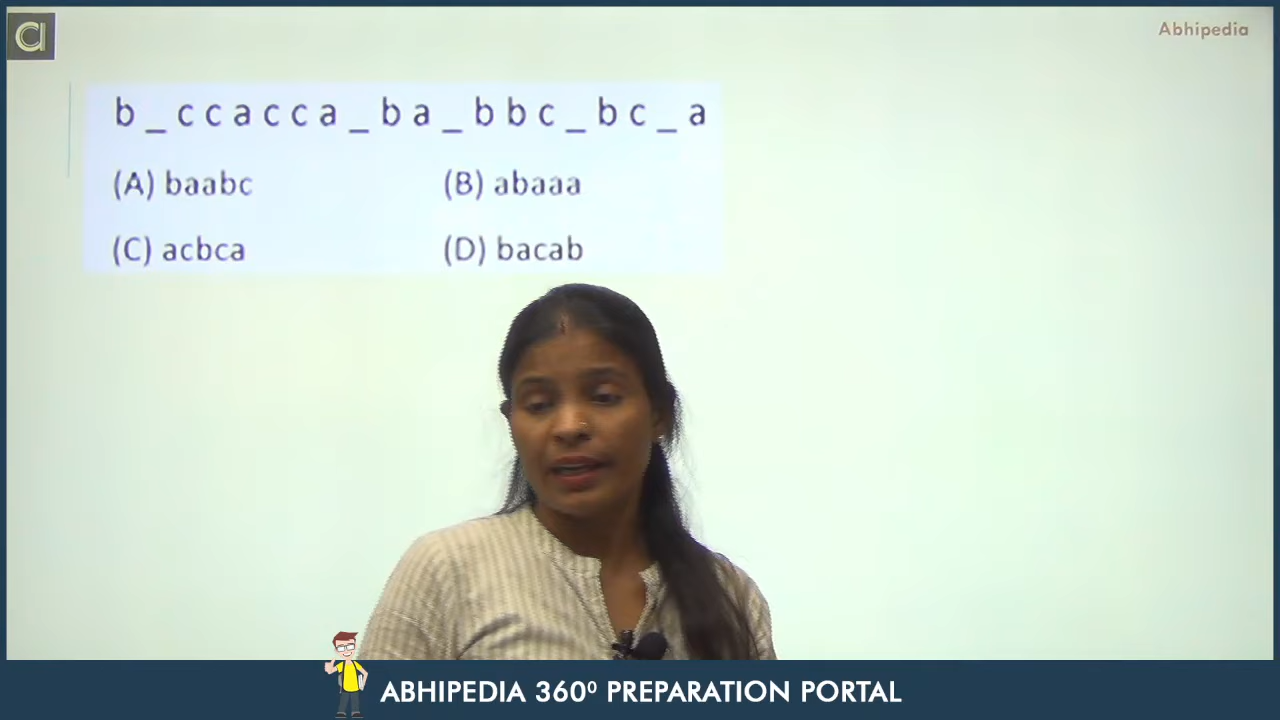 Abhipedia
b _ c c a c c a _ b a _ b b c _ b c _ a
(A) baabc (B) abaaa
(C) acbca (D) bacab
ABHIPEDIA 360⁰ PREPARATION PORTAL